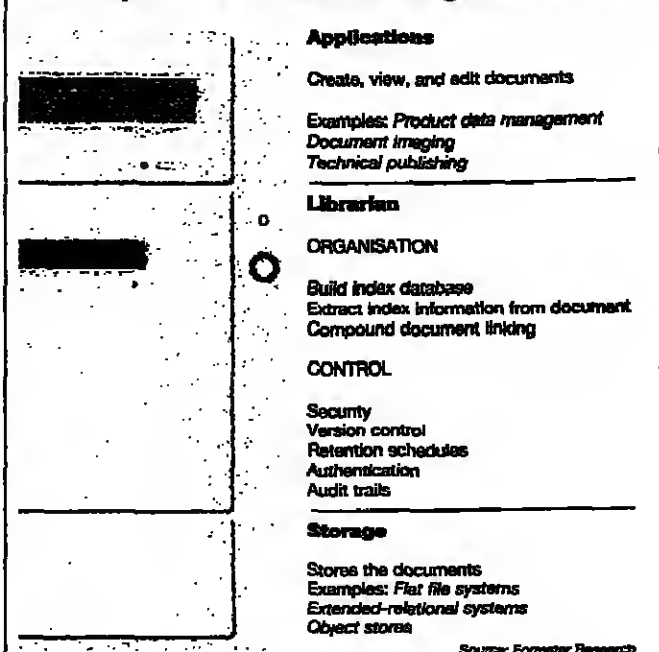 Applications
Create, view, and edit documents
Examples: Product data management
Document imaging
Technical publishing
Librarian
ORGANISATION
Build index database
Extract index information from document
Compound document linking
CONTROL
Security
Version control
Retention schedules
Authentication
Audit trails
Storage
Stores the documents
Examples: Flat file systems
Extended-relational systems
Object stores
Source: Forrester Research